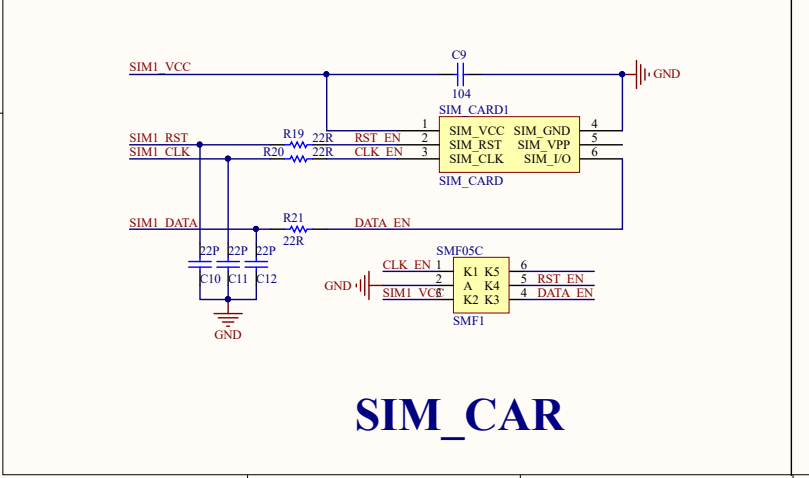 C9
SIM1_VCC
GND
104
SIM_CARD1
1 SIM_VCC SIM_GND 4
SIM1_RST R19 22R RST_EN 2 SIM_RST SIM_VPP 5
SIM1_CLK R20 22R CLK_EN 3 SIM_CLK SIM_I/O 6
SIM_CARD
SIM1_DATA R21 DATA_EN
22R
22P 22P 22P
C10 C11 C12
GND
SMF05C
CLK_EN 1 K1 K5 6
GND 2 A K4 5 RST_EN
SIM1_VCC 3 K2 K3 4 DATA_EN
SMF1
SIM_CAR